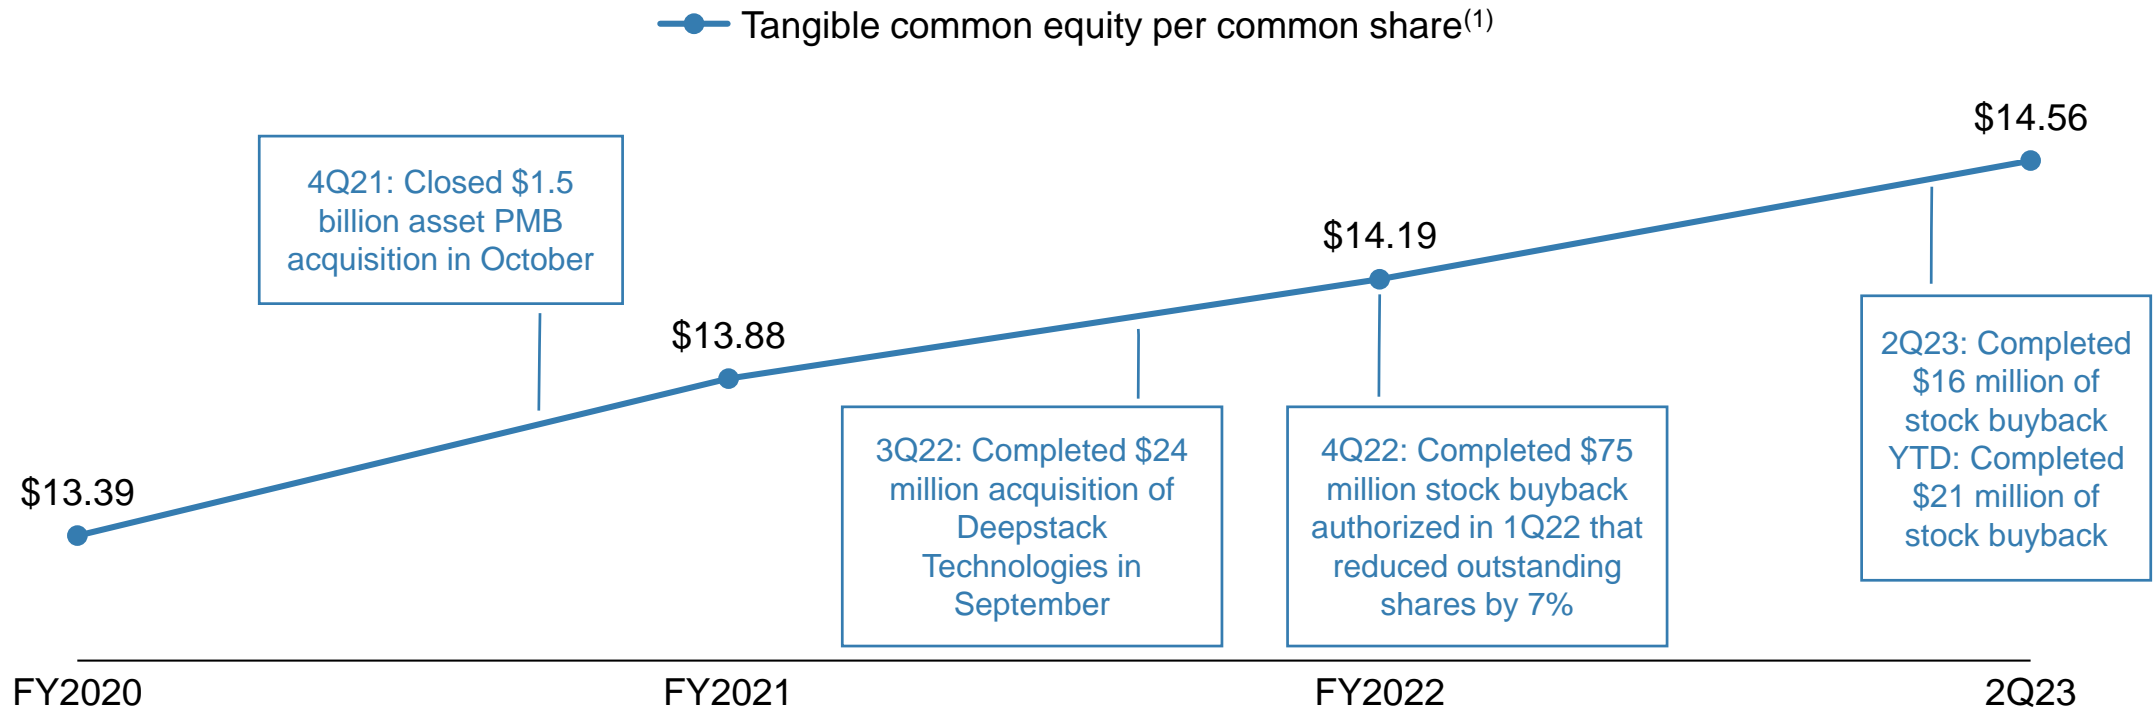 Tangible common equity per common share(1)
$14.56
4Q21: Closed $1.5
billion asset PMB
acquisition in October
$14.19
$13.88
2Q23: Completed
$16 million of
stock buyback
YTD: Completed
$21 million of
stock buyback
3Q22: Completed $24
million acquisition of
Deepstack
Technologies in
September
4Q22: Completed $75
million stock buyback
authorized in 1Q22 that
reduced outstanding
shares by 7%
$13.39
FY2020
FY2021
FY2022
2Q23